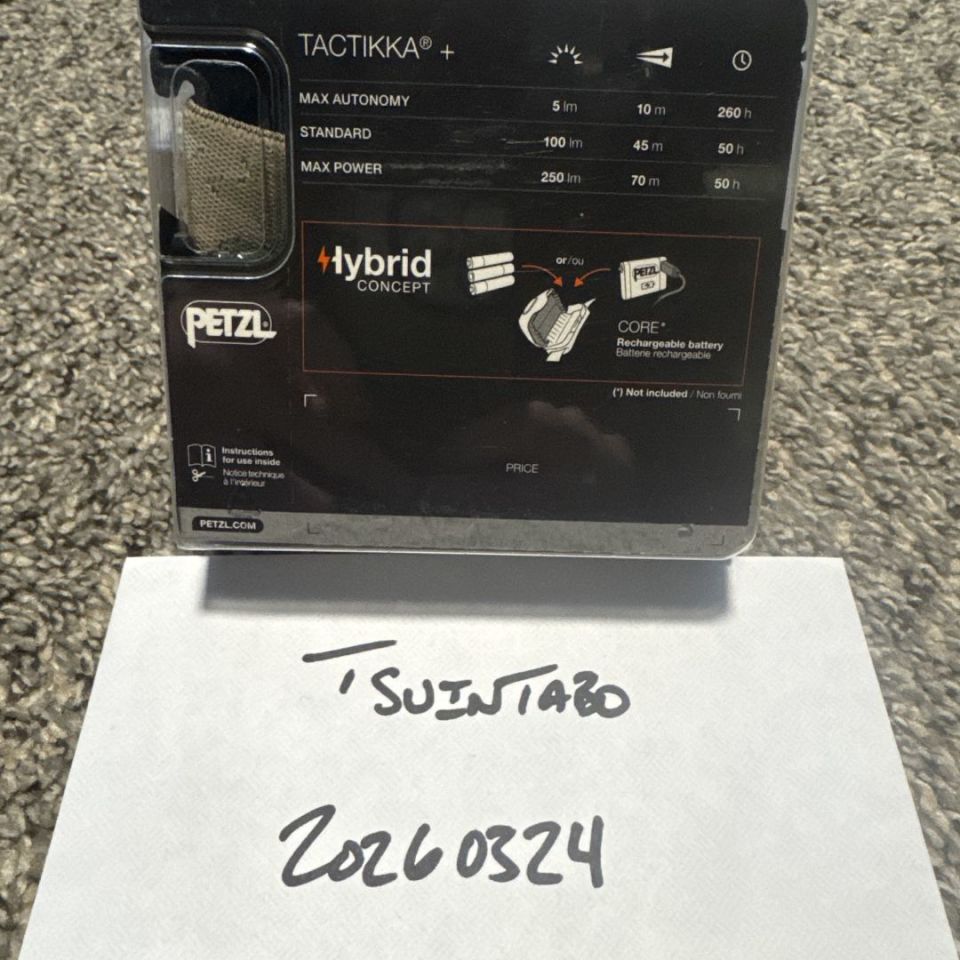 TACTIKKA® +
MAX AUTONOMY 5 lm 10 m 260 h
STANDARD 100 lm 45 m 50 h
MAX POWER 250 lm 70 m 50 h
Hybrid
CONCEPT
or/ou
PETZL
CORE*
Rechargeable battery
Batterie rechargeable
(*) Not included / Non fourni
PETZL®
Instructions
for use inside
Notice technique
à l'intérieur
PRICE
PETZL.COM
TSUINTABO
20260324